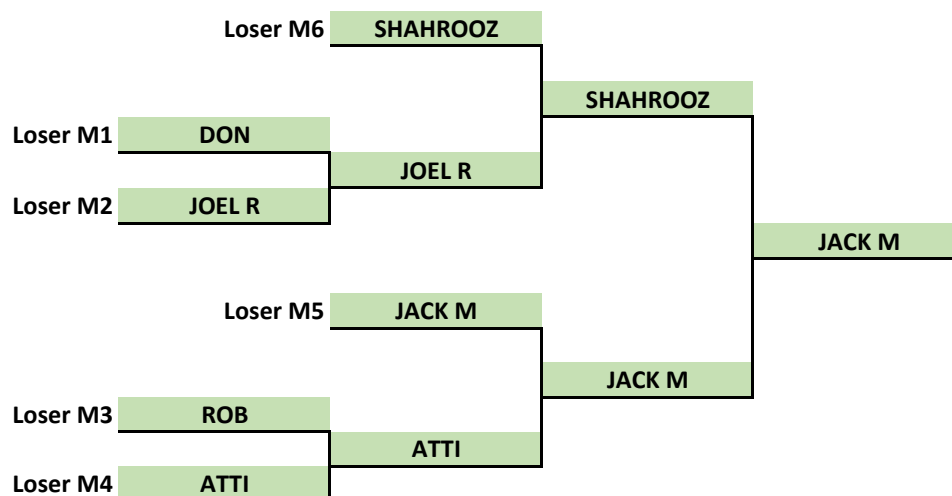 Loser M6 SHAHROOZ
SHAHROOZ
Loser M1 DON
JOEL R
Loser M2 JOEL R
JACK M
Loser M5 JACK M
JACK M
Loser M3 ROB
ATTI
Loser M4 ATTI